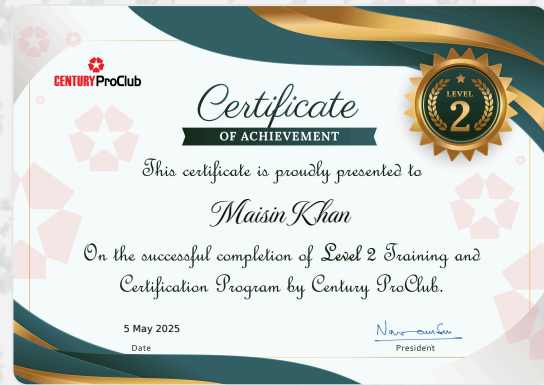 CENTURY ProClub
LEVEL
2
Certificate
OF ACHIEVEMENT
This certificate is proudly presented to
Maisin Khan
On the successful completion of Level 2 Training and
Certification Program by Century ProClub.
5 May 2025
Date
President